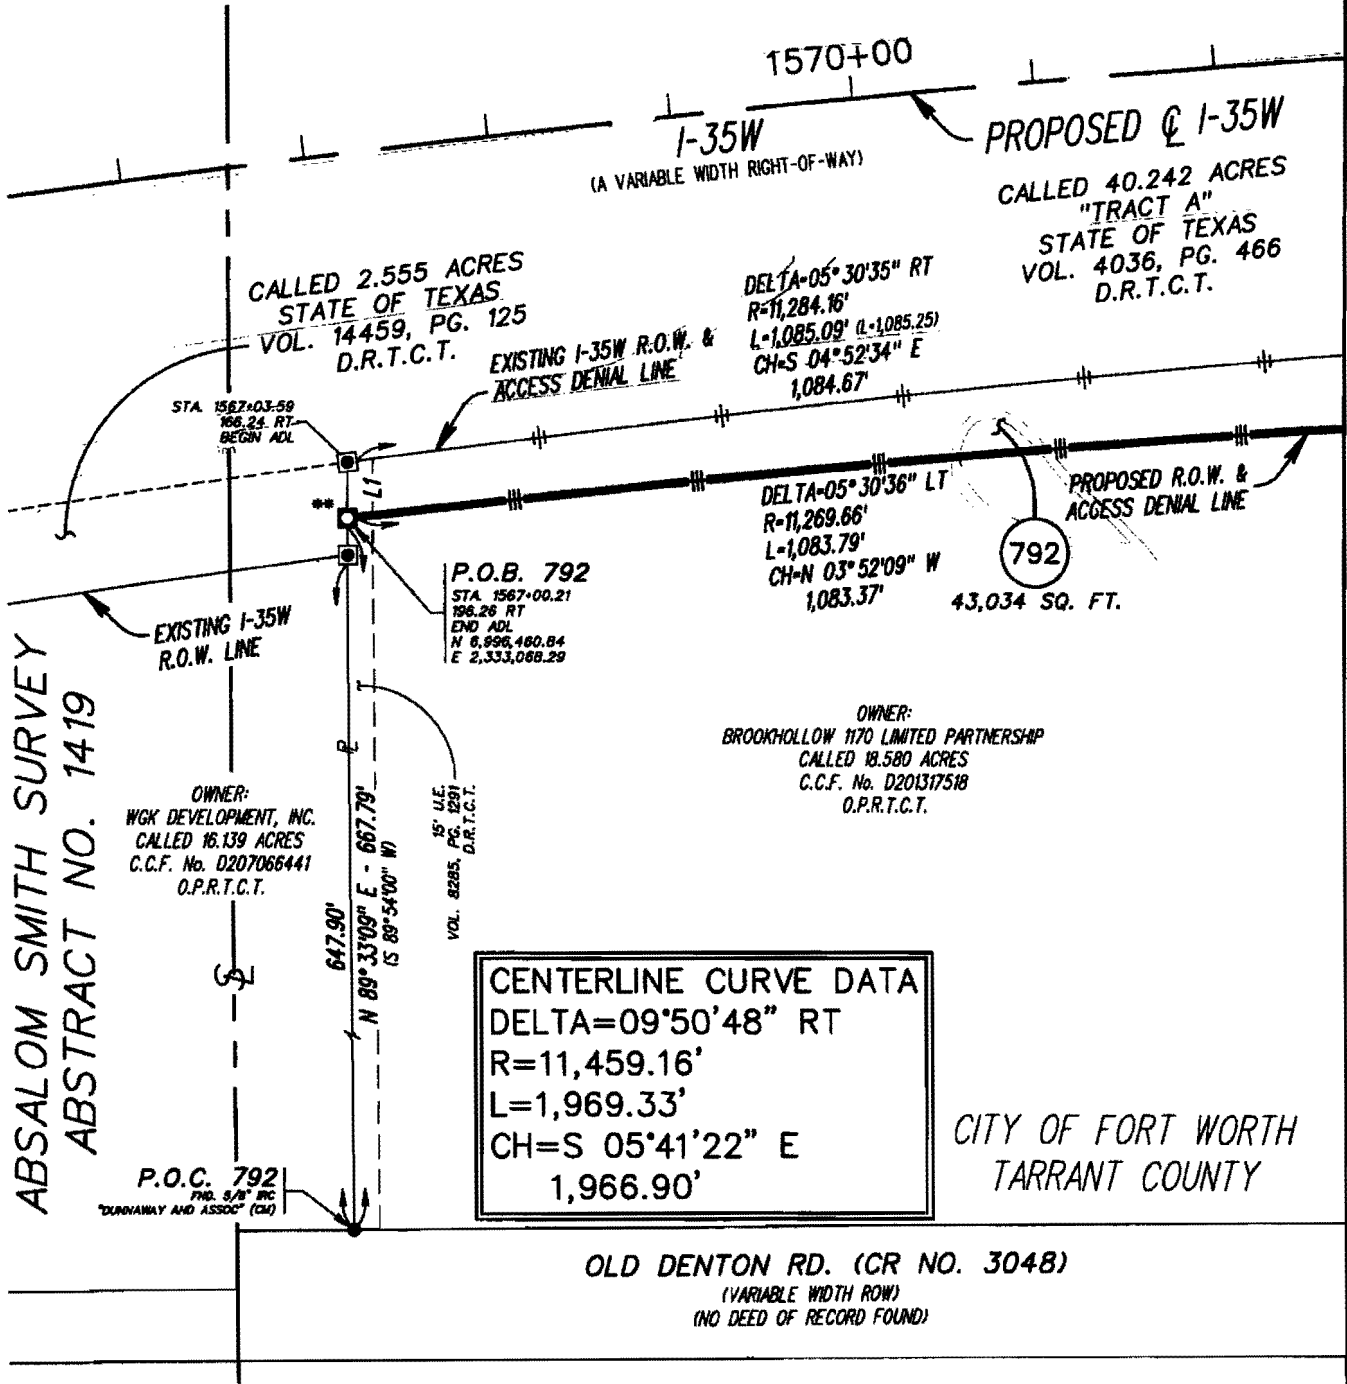 1570+00
I-35W
(A VARIABLE WIDTH RIGHT-OF-WAY)
PROPOSED ℄ I-35W
CALLED 40.242 ACRES
"TRACT A"
STATE OF TEXAS
VOL. 4036, PG. 466
D.R.T.C.T.
CALLED 2.555 ACRES
STATE OF TEXAS
VOL. 14459, PG. 125
D.R.T.C.T.
DELTA=05°30'35" RT
R=11,284.16'
L=1,085.09' (L=1,085.25)
CH=S 04°52'34" E
1,084.67'
EXISTING I-35W R.O.W. &
ACCESS DENIAL LINE
STA. 1567+03.59
166.24 RT
BEGIN ADL
L1
**
DELTA=05°30'36" LT
R=11,269.66'
L=1,083.79'
CH=N 03°52'09" W
1,083.37'
PROPOSED R.O.W. &
ACCESS DENIAL LINE
792
43,034 SQ. FT.
P.O.B. 792
STA. 1567+00.21
196.26 RT
END ADL
N 6,996,460.84
E 2,333,068.29
EXISTING I-35W
R.O.W. LINE
ABSALOM SMITH SURVEY
ABSTRACT NO. 1419
OWNER:
BROOKHOLLOW 1170 LIMITED PARTNERSHIP
CALLED 18.580 ACRES
C.C.F. No. D201317518
O.P.R.T.C.T.
OWNER:
WGK DEVELOPMENT, INC.
CALLED 16.139 ACRES
C.C.F. No. D207066441
O.P.R.T.C.T.
15' U.E.
VOL. 8285, PG. 1291
D.R.T.C.T.
647.90'
N 89°33'09" E - 667.79'
(S 89°54'00" W)
CENTERLINE CURVE DATA
DELTA=09°50'48" RT
R=11,459.16'
L=1,969.33'
CH=S 05°41'22" E
1,966.90'
CITY OF FORT WORTH
TARRANT COUNTY
P.O.C. 792
FND. 5/8" IRC
"DUNNAWAY AND ASSOC" (CM)
OLD DENTON RD. (CR NO. 3048)
(VARIABLE WIDTH ROW)
(NO DEED OF RECORD FOUND)